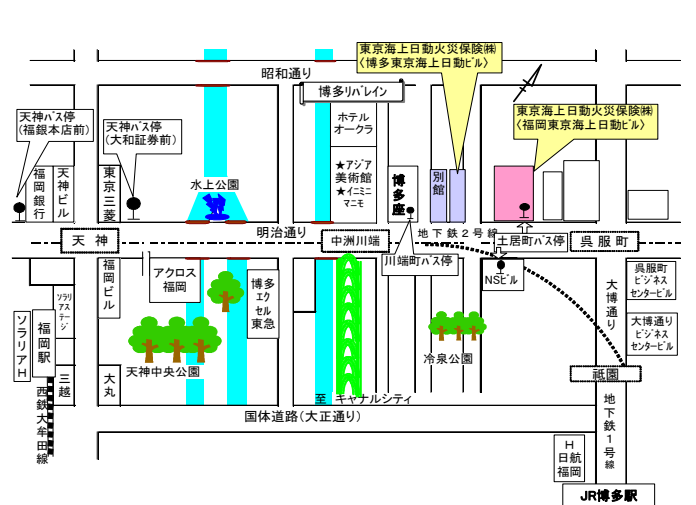 東京海上日動火災保険㈱
〈博多東京海上日動ビル〉
昭和通り
博多リバレイン
東京海上日動火災保険㈱
〈福岡東京海上日動ビル〉
天神バス停
(福銀本店前)
天神バス停
(大和証券前)
ホテル
オークラ
★アジア
美術館
★イニミニ
マニモ
福岡銀行
天神ビル
東京三菱
水上公園
博多座
別館
明治通り
地下鉄2号線
天神
中洲川端
土居町バス停
呉服町
川端町バス停
NSビル
福岡ビル
アクロス
福岡
博多エクセル東急
大博通り
呉服町
ビジネス
センタービル
ソラリアステージ
ソラリアH
福岡駅
大博通り
ビジネス
センタービル
冷泉公園
天神中央公園
祗園
三越
大丸
西鉄大牟田線
至 キャナルシティ
国体道路(大正通り)
地下鉄1号線
H
日航
福岡
JR博多駅